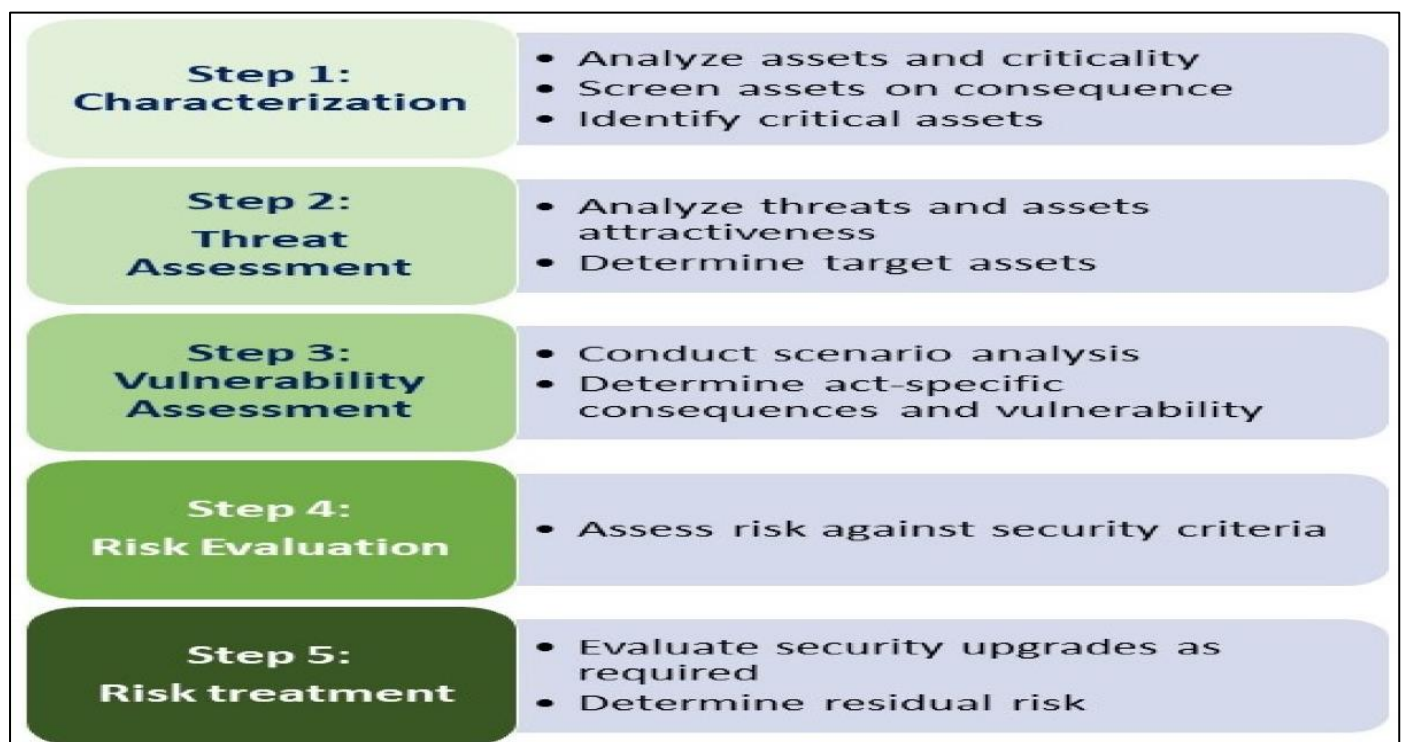 Step 1:
Characterization
• Analyze assets and criticality
• Screen assets on consequence
• Identify critical assets
Step 2:
Threat
Assessment
• Analyze threats and assets
attractiveness
• Determine target assets
Step 3:
Vulnerability
Assessment
• Conduct scenario analysis
• Determine act-specific
consequences and vulnerability
Step 4:
Risk Evaluation
• Assess risk against security criteria
Step 5:
Risk treatment
• Evaluate security upgrades as
required
• Determine residual risk